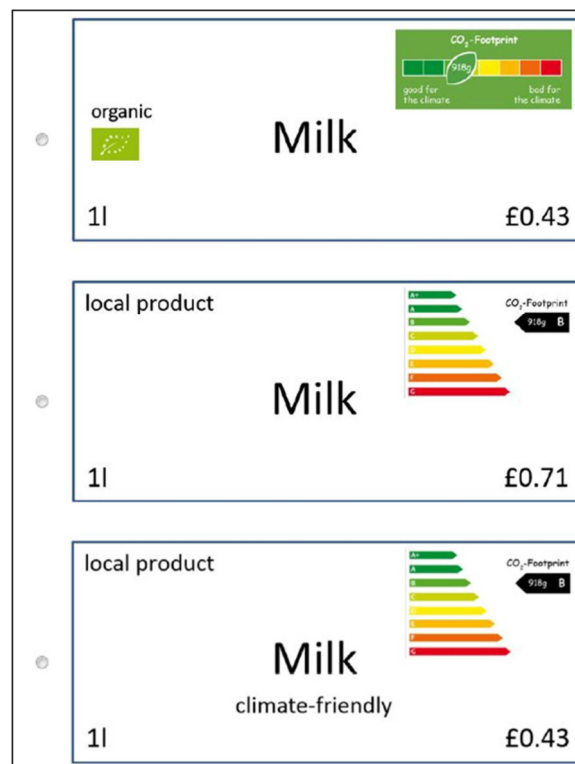 CO₂-Footprint
918g
good for the climate
bad for the climate
organic
Milk
1l
£0.43
local product
A+
A
B
C
D
E
F
G
CO₂-Footprint
918g B
Milk
1l
£0.71
local product
A+
A
B
C
D
E
F
G
CO₂-Footprint
918g B
Milk
climate-friendly
1l
£0.43